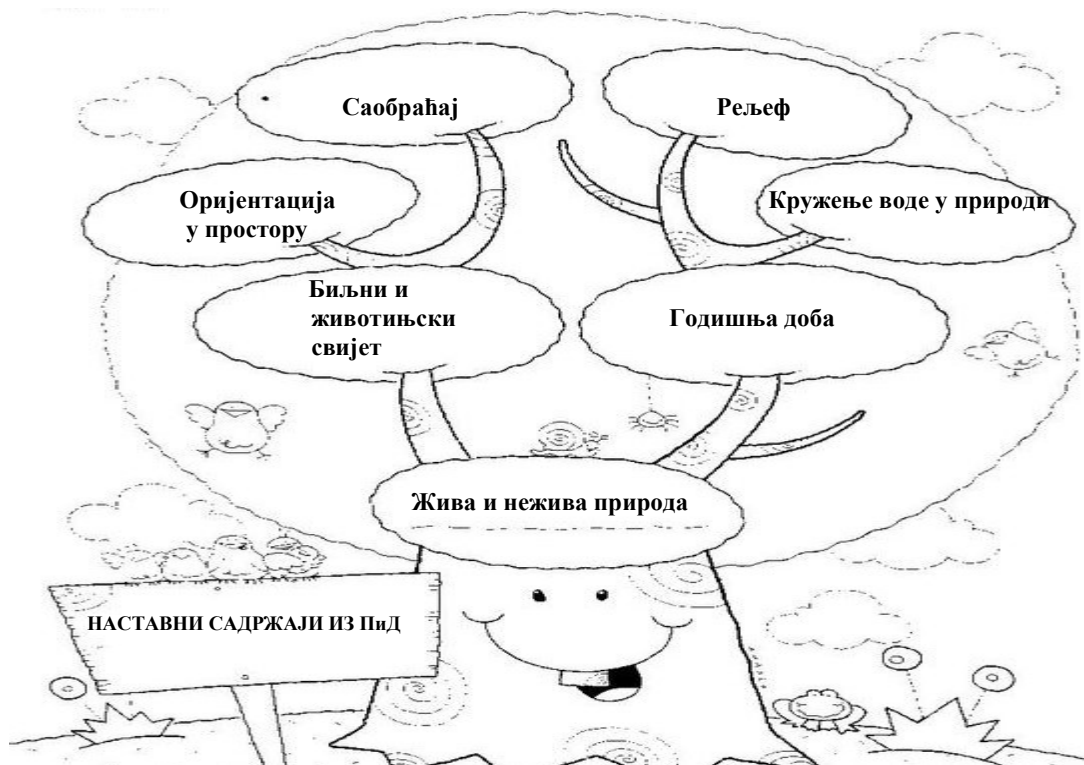 Саобраћај
Рељеф
Оријентација
у простору
Кружење воде у природи
Биљни и
животињски
свијет
Годишња доба
Жива и нежива природа
НАСТАВНИ САДРЖАЈИ ИЗ ПиД